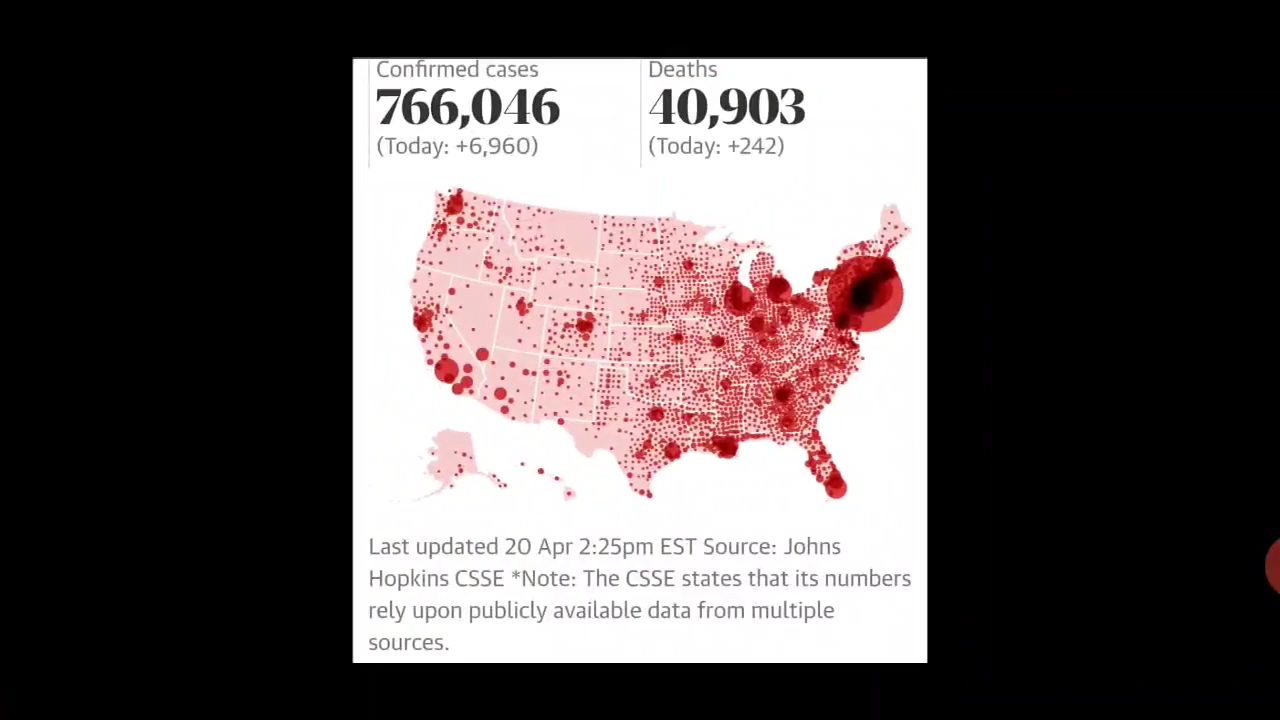 Confirmed cases
766,046
(Today: +6,960)
Deaths
40,903
(Today: +242)
Last updated 20 Apr 2:25pm EST Source: Johns
Hopkins CSSE *Note: The CSSE states that its numbers
rely upon publicly available data from multiple
sources.